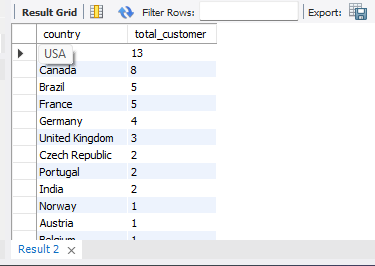 Result Grid Filter Rows: Export:
country total_customer
USA 13
Canada 8
Brazil 5
France 5
Germany 4
United Kingdom 3
Czech Republic 2
Portugal 2
India 2
Norway 1
Austria 1
Belgium 1
Result 2 ×